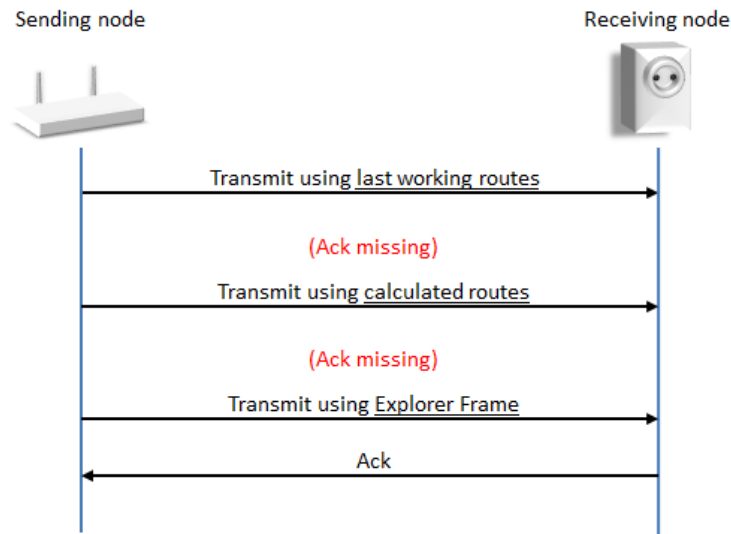 Sending node
Receiving node
Transmit using last working routes
(Ack missing)
Transmit using calculated routes
(Ack missing)
Transmit using Explorer Frame
Ack